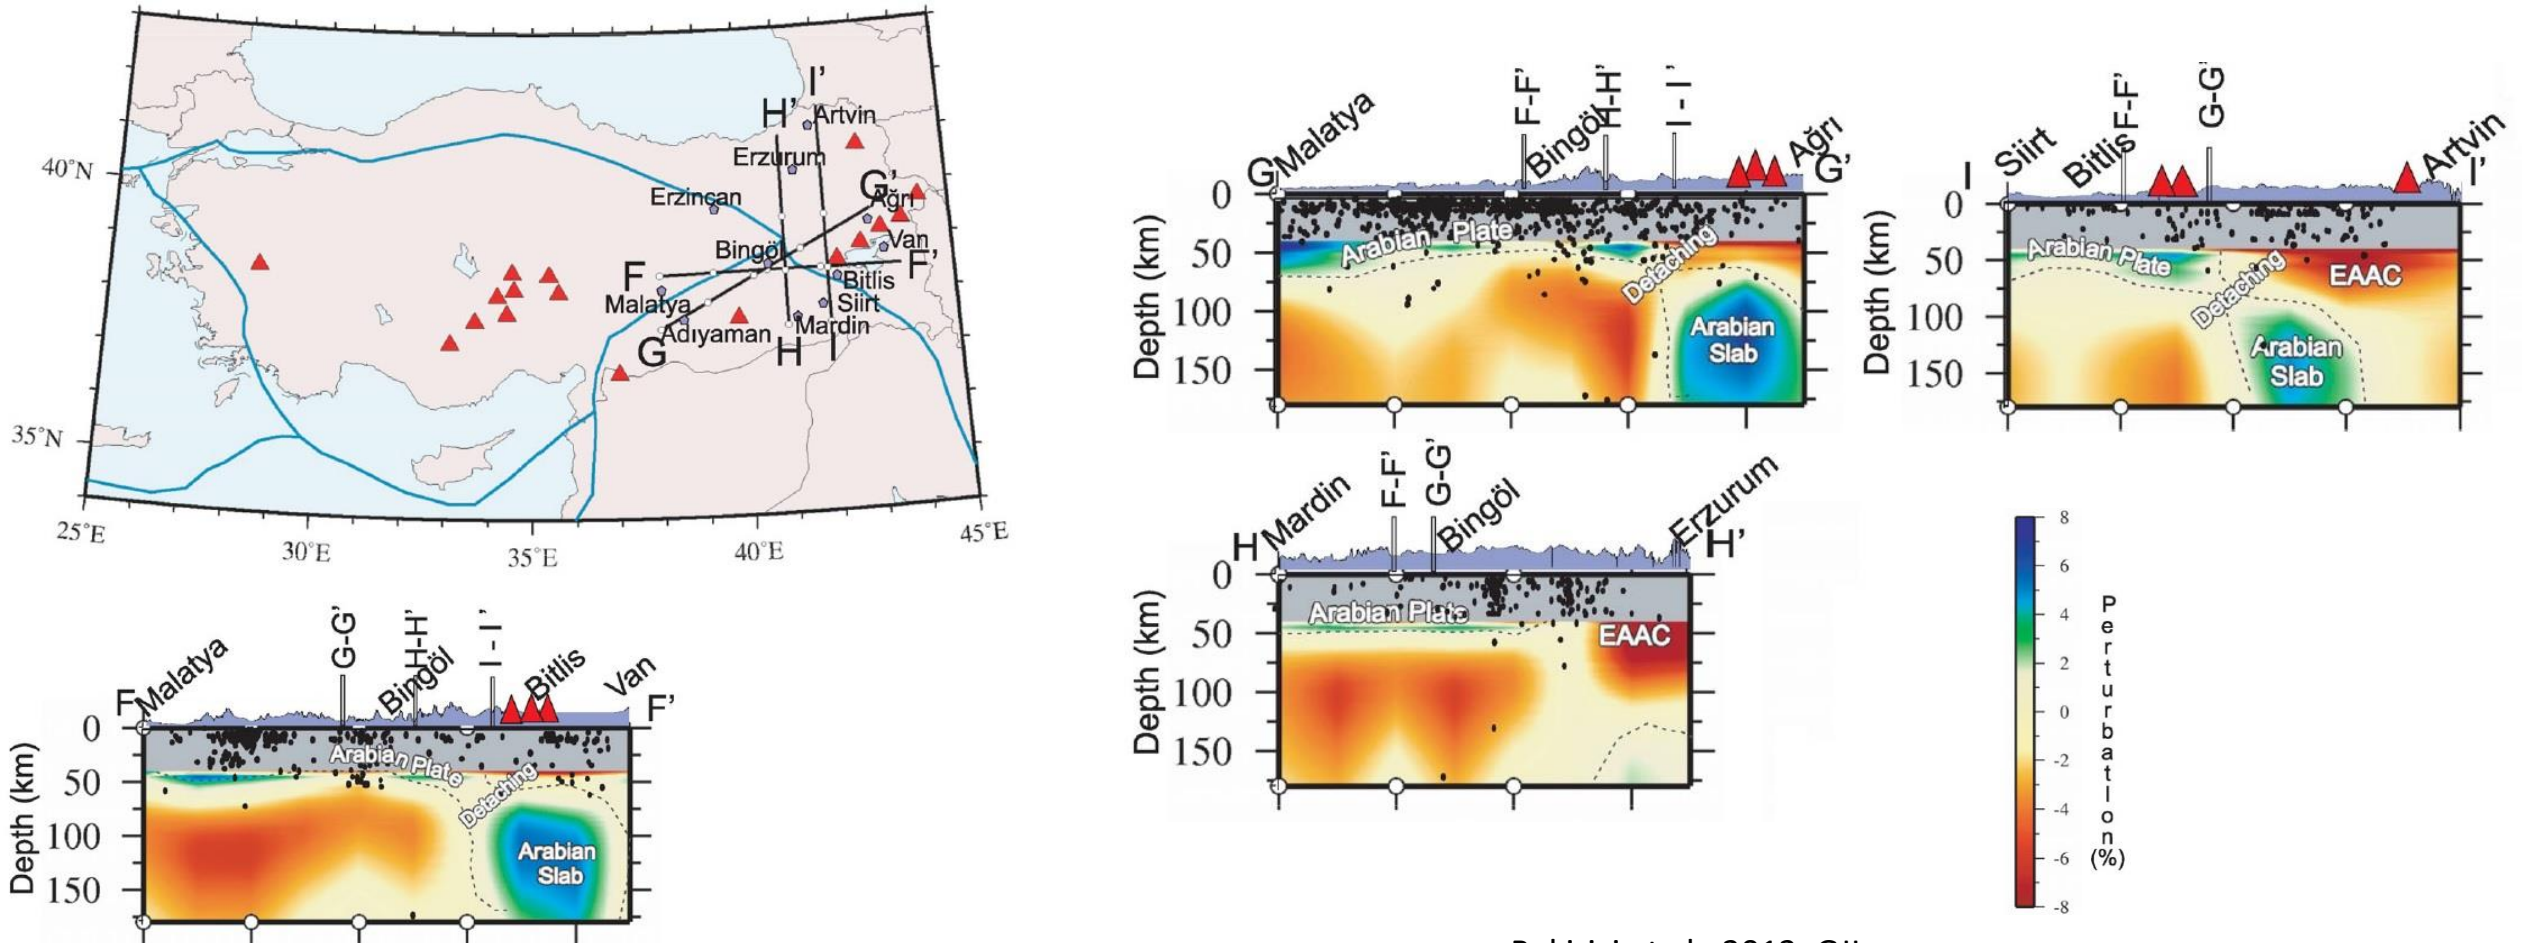 I'
H'
Artvin
Erzurum
40°N
G'
Erzincan
Ağrı
Bingöl
Van
F
F'
Bitlis
Malatya
Siirt
Adıyaman
Mardin
G
H
I
35°N
25°E
30°E
35°E
40°E
45°E
F-F'
H-H'
I - I'
G
Malatya
Bingöl
Ağrı
G'
0
50
100
150
Depth (km)
Arabian Plate
Detaching
Arabian
Slab
F-F'
G-G'
I
Siirt
Bitlis
Artvin
I'
0
50
100
150
Depth (km)
Arabian Plate
Detaching
EAAC
Arabian
Slab
F-F'
G-G'
H
Mardin
Bingöl
Erzurum
H'
0
50
100
150
Depth (km)
Arabian Plate
EAAC
G-G'
H-H'
I - I'
F
Malatya
Bingöl
Bitlis
Van
F'
0
50
100
150
Depth (km)
Arabian Plate
Detaching
Arabian
Slab
8
6
4
2
0
-2
-4
-6
-8
Perturbation
(%)